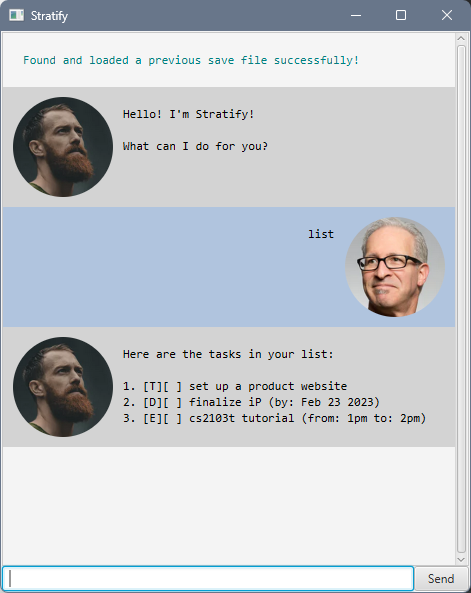 Stratify
Found and loaded a previous save file successfully!
Hello! I'm Stratify!
What can I do for you?
list
Here are the tasks in your list:
1. [T][ ] set up a product website
2. [D][ ] finalize iP (by: Feb 23 2023)
3. [E][ ] cs2103t tutorial (from: 1pm to: 2pm)
Send